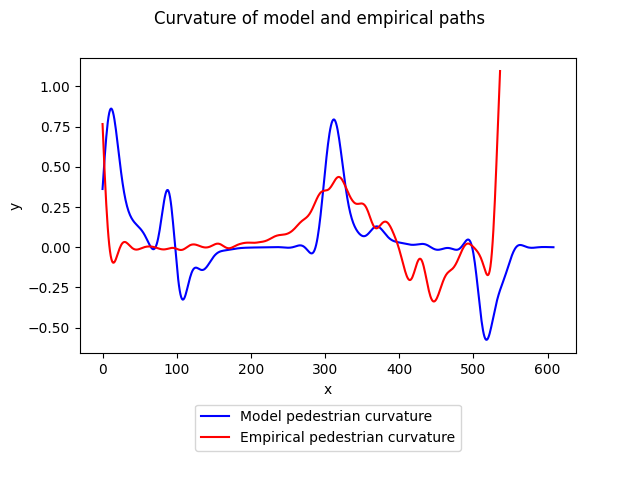 Curvature of model and empirical paths
1.00
0.75
0.50
y
0.25
0.00
−0.25
−0.50
0
100
200
300
400
500
600
x
Model pedestrian curvature
Empirical pedestrian curvature